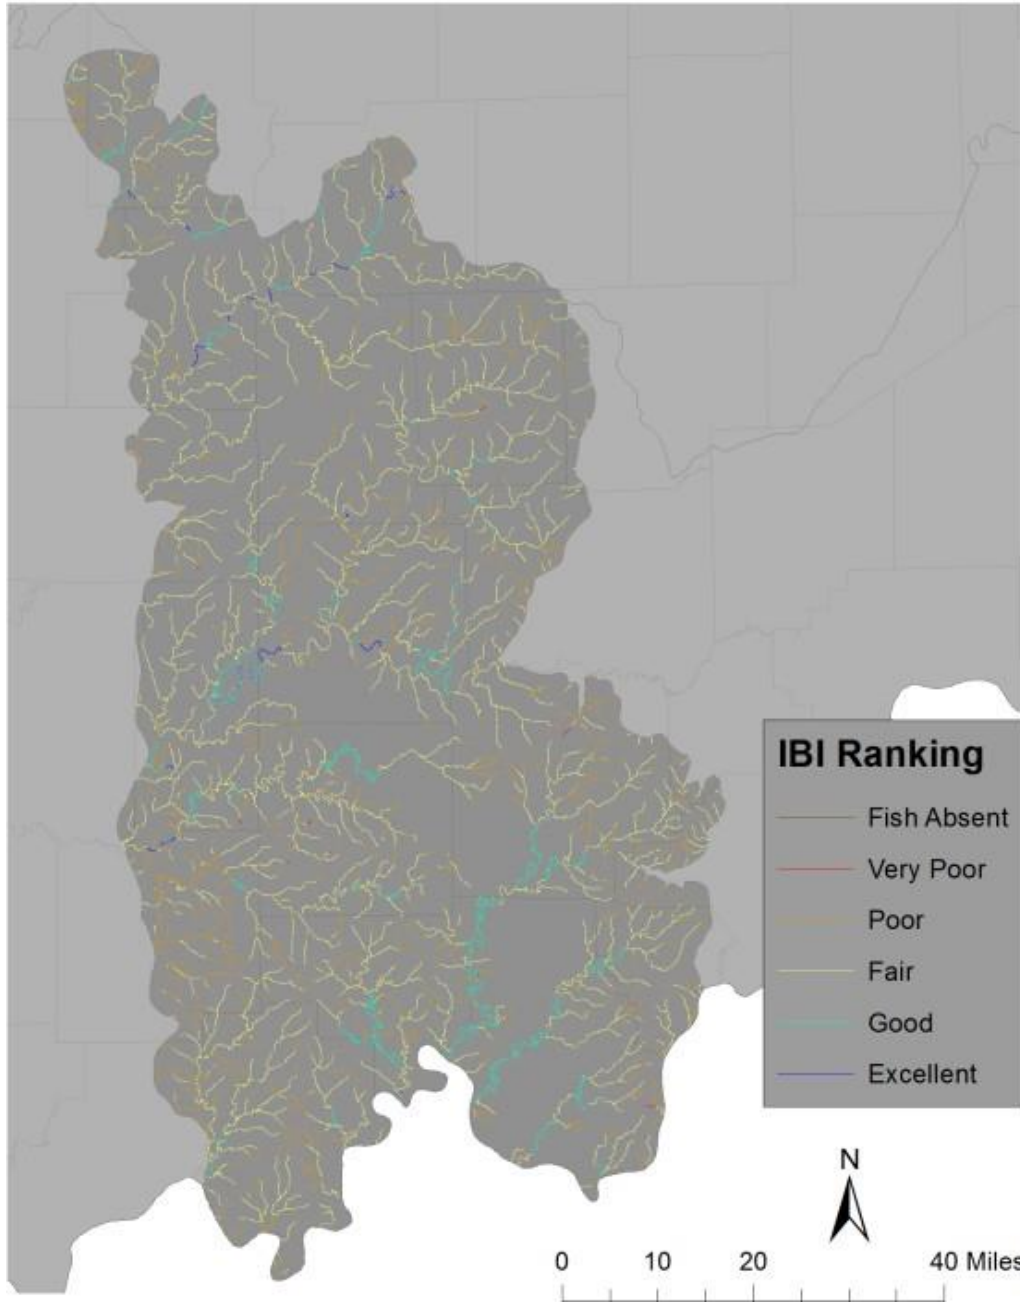 IBI Ranking
Fish Absent
Very Poor
Poor
Fair
Good
Excellent
N
0 10 20 40 Miles